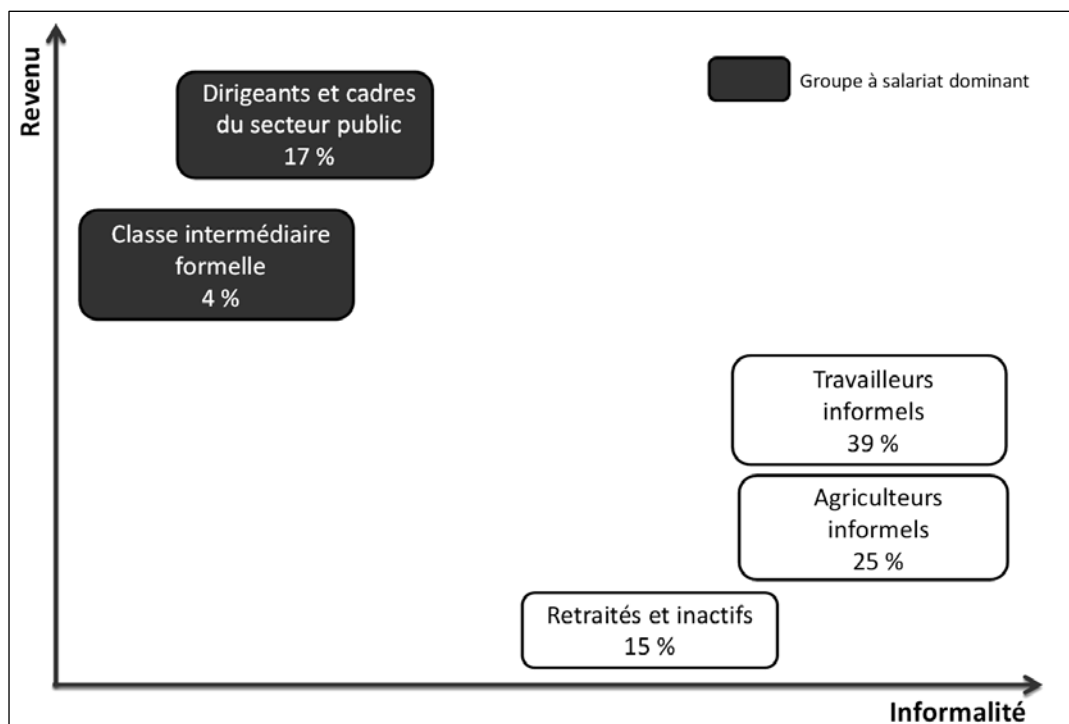 Revenu
Dirigeants et cadres
du secteur public
17 %
Groupe à salariat dominant
Classe intermédiaire
formelle
4 %
Travailleurs
informels
39 %
Agriculteurs
informels
25 %
Retraités et inactifs
15 %
Informalité